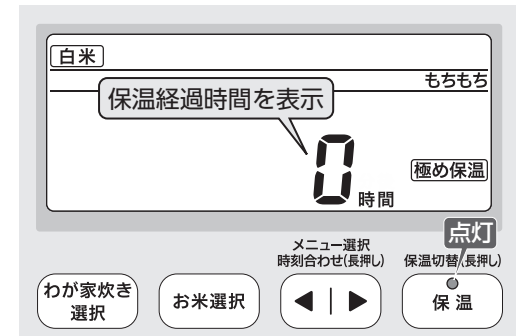 白米
もちもち
保温経過時間を表示
0時間
極め保温
点灯
メニュー選択
時刻合わせ(長押し)
保温切替(長押し)
わが家炊き
選択
お米選択
◀ | ▶
保温